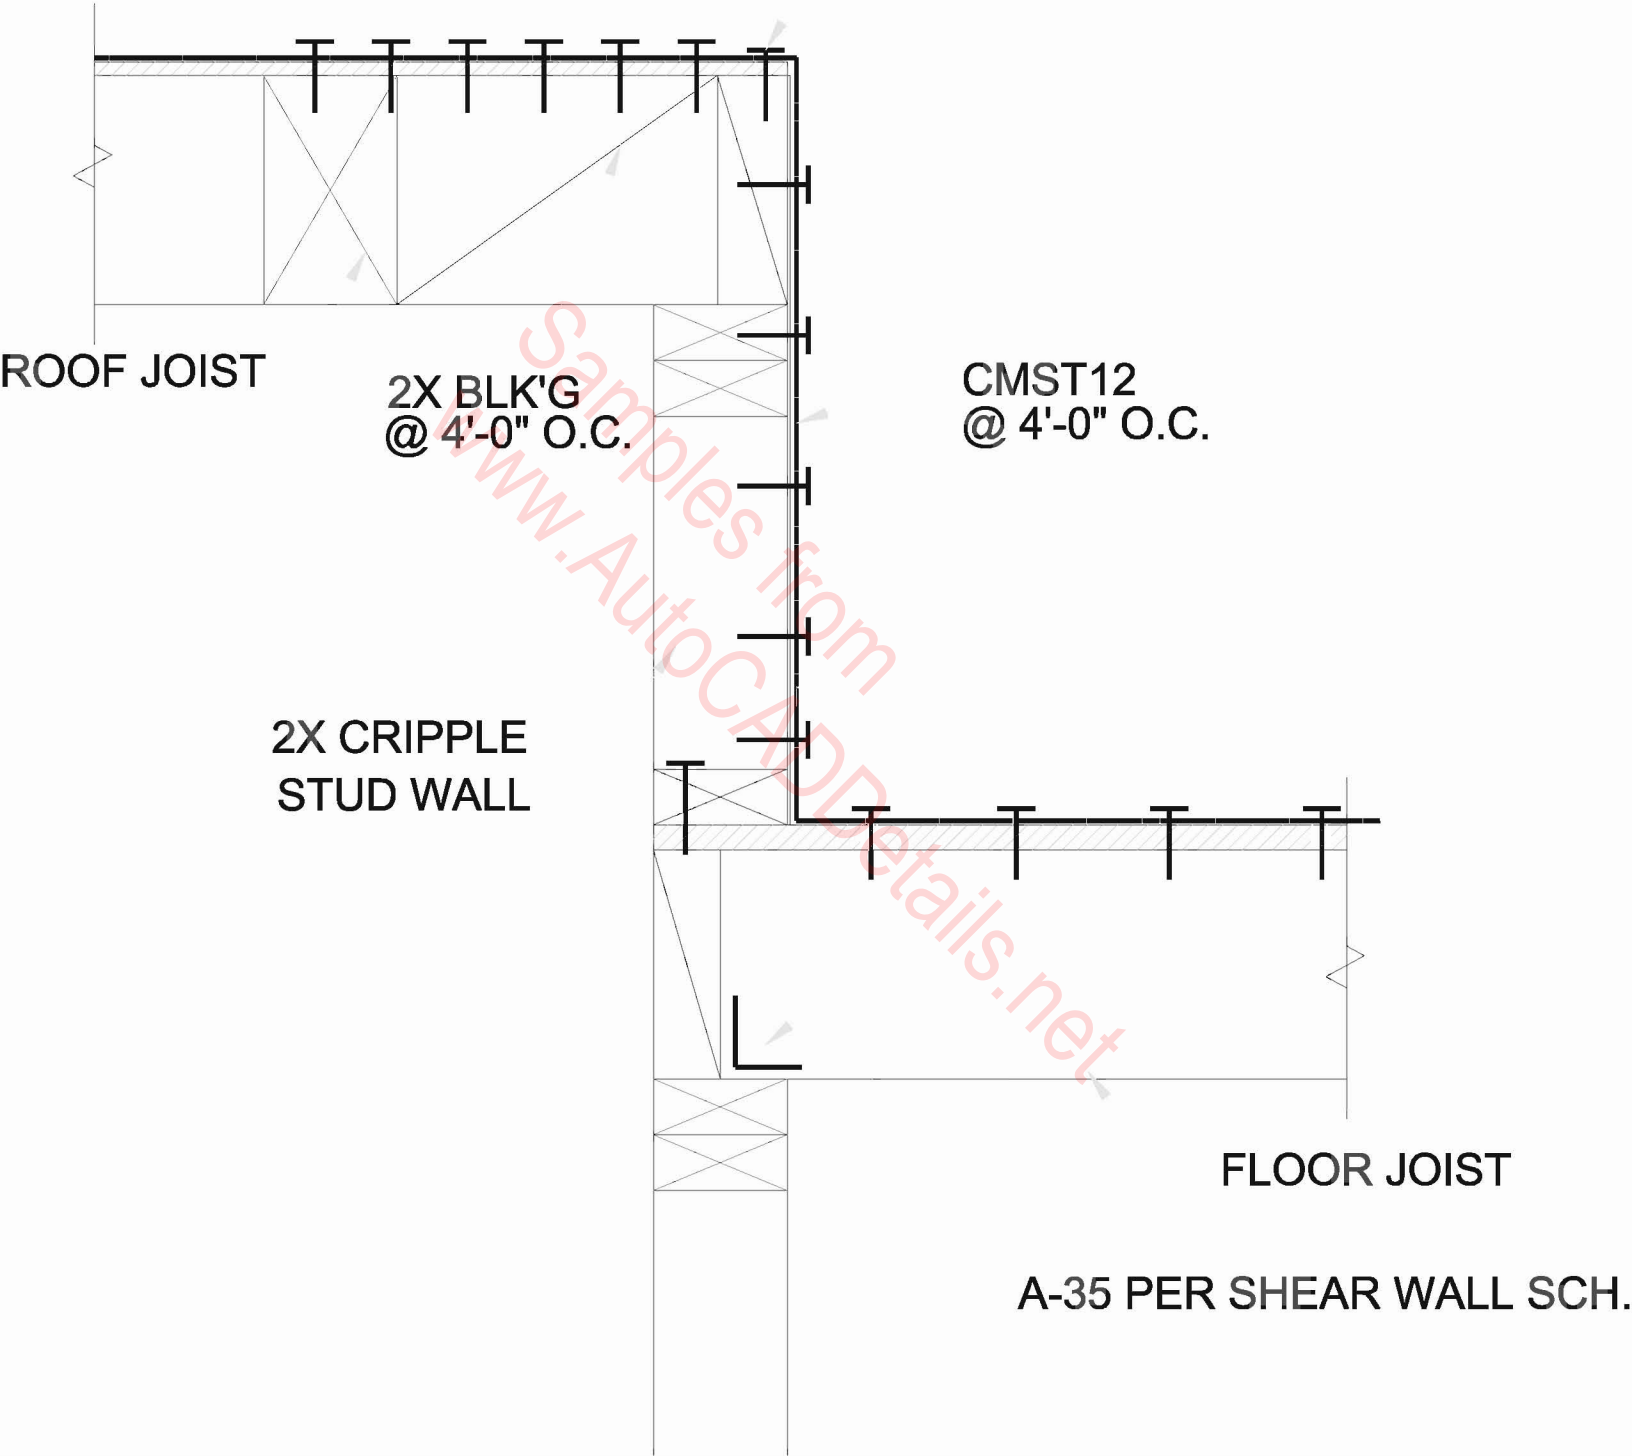 ROOF JOIST
2X BLK'G
@ 4'-0" O.C.
CMST12
@ 4'-0" O.C.
Samples from
www.AutoCADDetails.net
2X CRIPPLE
STUD WALL
FLOOR JOIST
A-35 PER SHEAR WALL SCH.